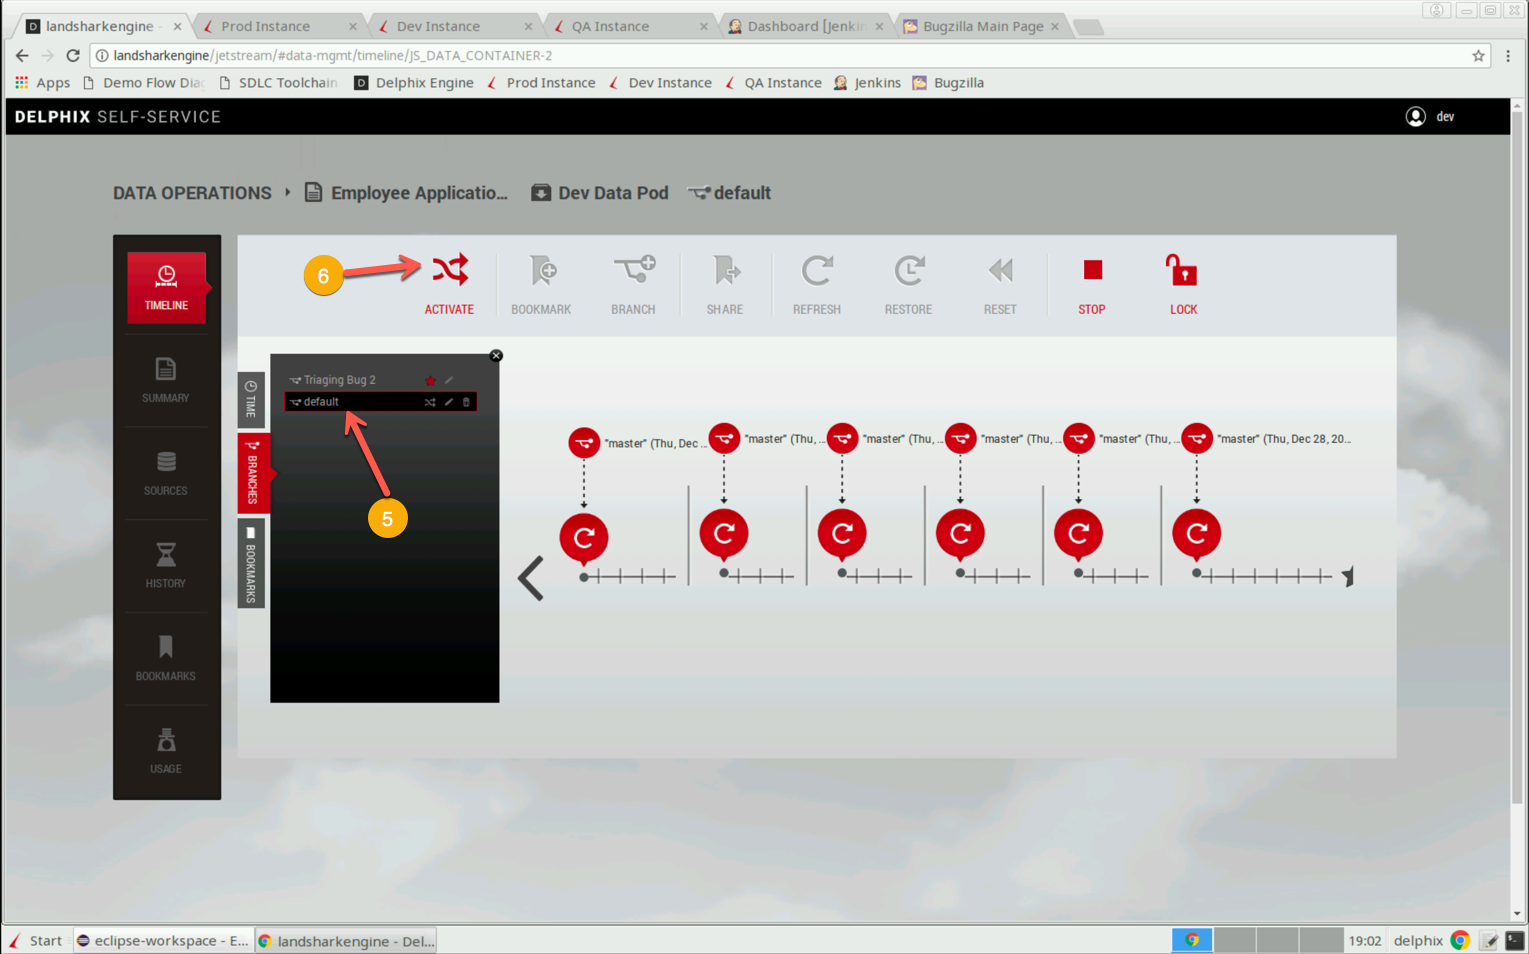 landsharkengine -
Prod Instance
Dev Instance
QA Instance
Dashboard [Jenkin
Bugzilla Main Page
landsharkengine/jetstream/#data-mgmt/timeline/JS_DATA_CONTAINER-2
Apps
Demo Flow Diag
SDLC Toolchain
D
Delphix Engine
Prod Instance
Dev Instance
QA Instance
Jenkins
Bugzilla
DELPHIX SELF-SERVICE
dev
DATA OPERATIONS
Employee Applicatio...
Dev Data Pod
default
TIMELINE
SUMMARY
SOURCES
HISTORY
BOOKMARKS
USAGE
6
ACTIVATE
BOOKMARK
BRANCH
SHARE
REFRESH
RESTORE
RESET
STOP
LOCK
TIME
BRANCHES
BOOKMARKS
Triaging Bug 2
default
5
"master" (Thu, Dec ...
"master" (Thu, ...
"master" (Thu, ...
"master" (Thu, ...
"master" (Thu, ...
"master" (Thu, Dec 28, 20...
Start
eclipse-workspace - E...
landsharkengine - Del...
19:02
delphix